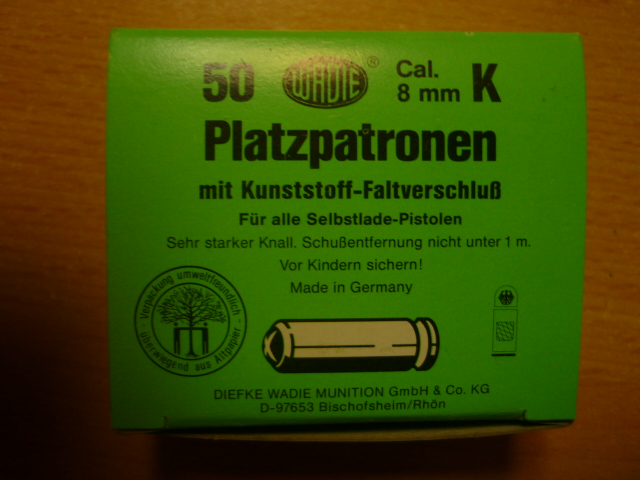 50 WADIE ® Cal. 8 mm K
Platzpatronen
mit Kunststoff-Faltverschluß
Für alle Selbstlade-Pistolen
Sehr starker Knall. Schußentfernung nicht unter 1 m.
Vor Kindern sichern!
Made in Germany
Verpackung umweltfreundlich -
überwiegend aus Altpapier -
DIEFKE WADIE MUNITION GmbH & Co. KG
D-97653 Bischofsheim/Rhön